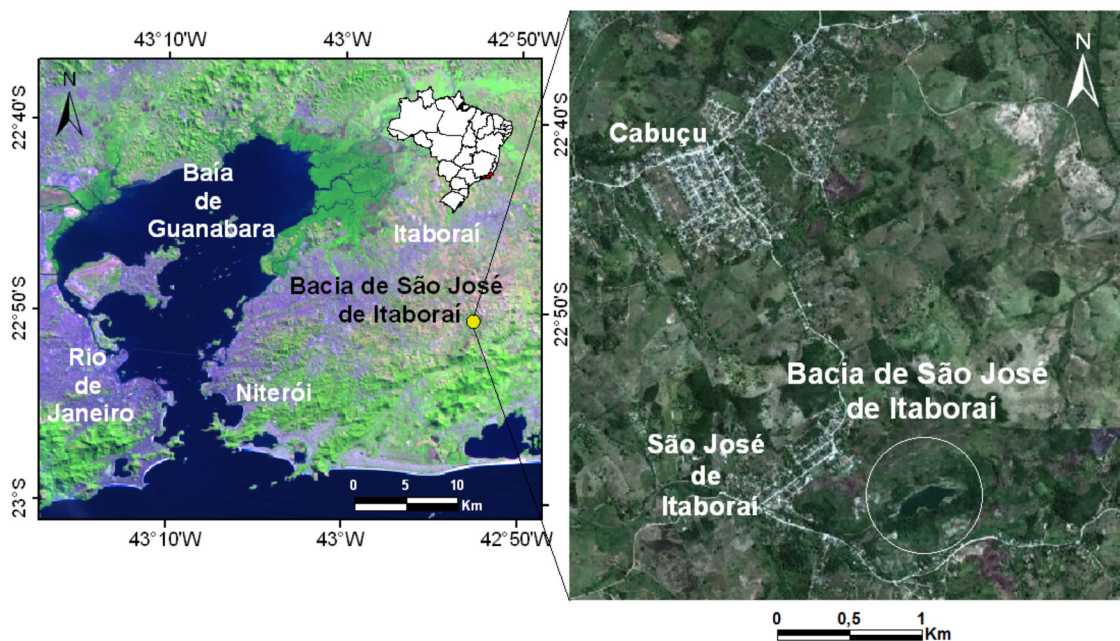 43°10'W 43°W 42°50'W
N
22°40'S
Baía
de
Guanabara
Itaboraí
Bacia de São José
de Itaboraí
22°50'S
Rio
de
Janeiro
Niterói
23°S
0 5 10
Km
43°10'W 43°W 42°50'W
22°40'S
22°50'S
N
Cabuçu
Bacia de São José
de Itaboraí
São José
de
Itaboraí
0 0,5 1
Km